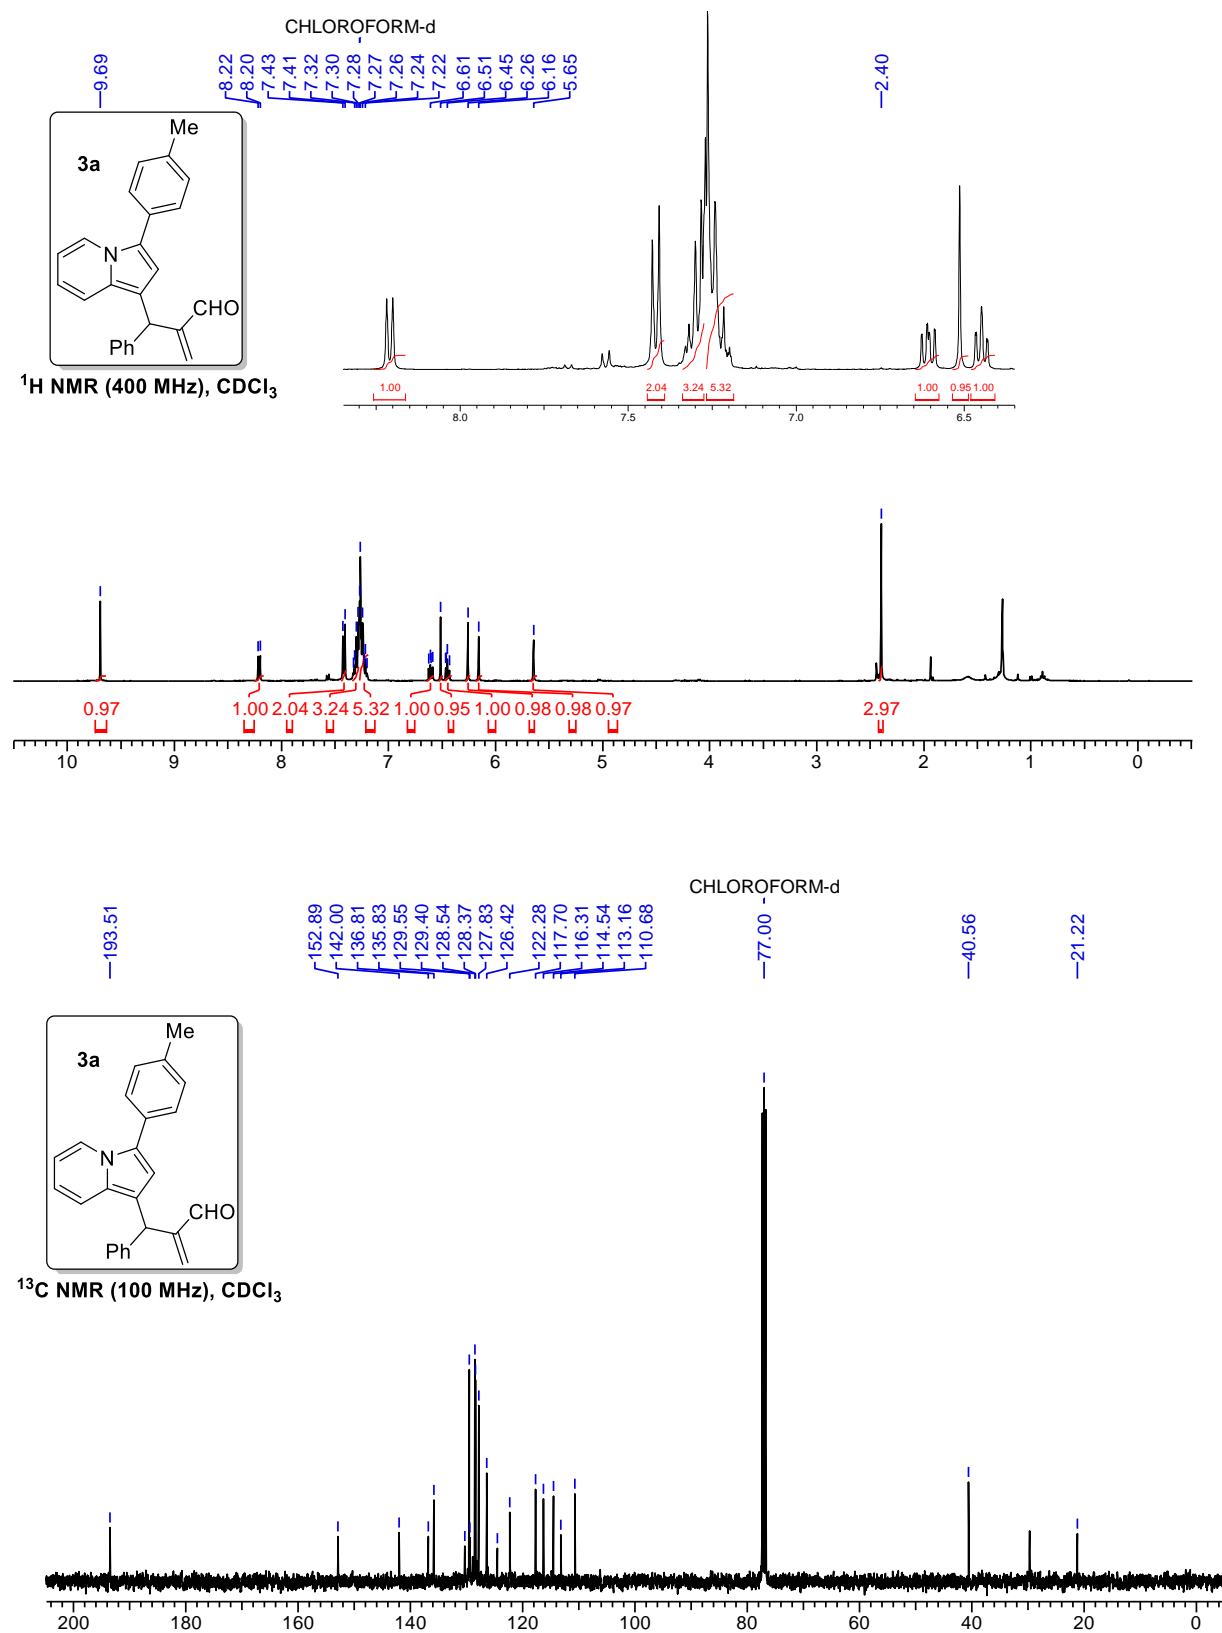 CHLOROFORM-d
9.69
8.22
8.20
7.43
7.41
7.32
7.30
7.28
7.27
7.26
7.24
7.22
6.61
6.51
6.45
6.26
6.16
5.65
2.40
Me
3a
N
CHO
Ph
1H NMR (400 MHz), CDCl3
1.00 2.04 3.24 5.32 1.00 0.95 1.00
8.0 7.5 7.0 6.5
0.97 1.00 2.04 3.24 5.32 1.00 0.95 1.00 0.98 0.98 0.97 2.97
10 9 8 7 6 5 4 3 2 1 0
CHLOROFORM-d
193.51
152.89
142.00
136.81
135.83
129.55
129.40
128.54
128.37
127.83
126.42
122.28
117.70
116.31
114.54
113.16
110.68
77.00
40.56
21.22
Me
3a
N
CHO
Ph
13C NMR (100 MHz), CDCl3
200 180 160 140 120 100 80 60 40 20 0